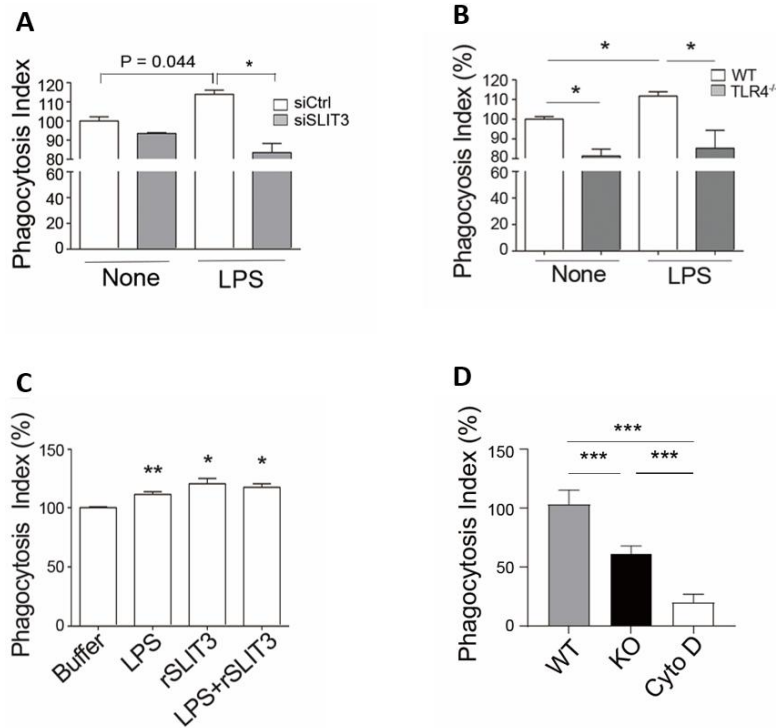 A
Phagocytosis Index
P = 0.044
*
120
110
100
90
80
60
40
20
0
siCtrl
siSLIT3
None
LPS
B
Phagocyosis Index (%)
*
*
*
120
110
100
90
80
60
40
20
0
WT
TLR4-/-
None
LPS
C
Phagocytosis Index (%)
150
100
50
0
**
*
*
Buffer
LPS
rSLIT3
LPS+rSLIT3
D
Phagocytosis Index (%)
150
100
50
0
***
***
***
WT
KO
Cyto D